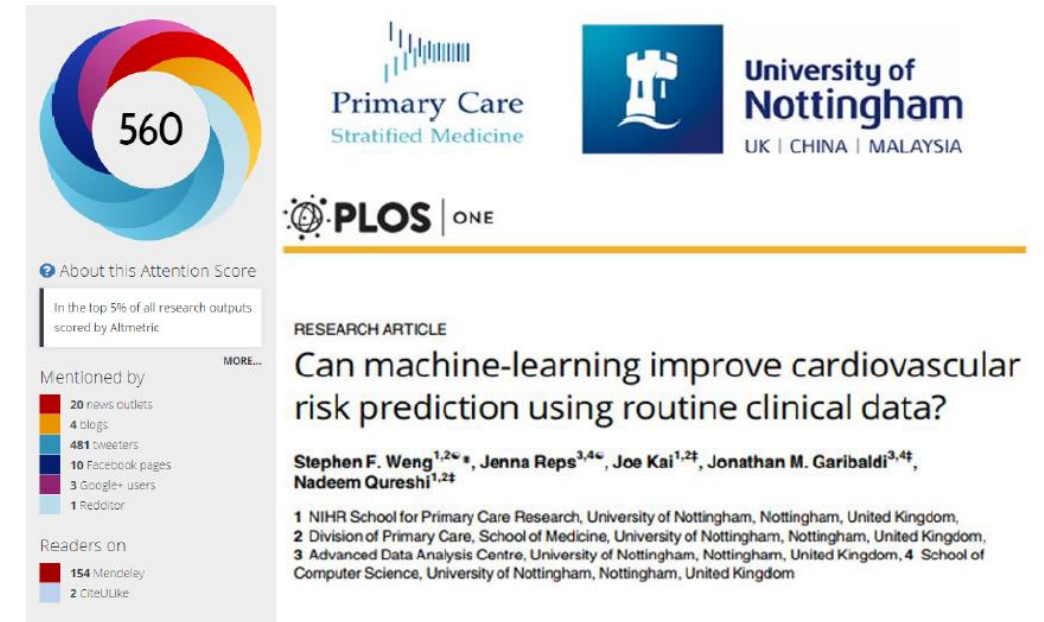 560
About this Attention Score
In the top 5% of all research outputs
scored by Altmetric
MORE...
Mentioned by
20 news outlets
4 blogs
481 tweeters
10 Facebook pages
3 Google+ users
1 Redditor
Readers on
154 Mendeley
2 CiteULike
Primary Care
Stratified Medicine
University of
Nottingham
UK | CHINA | MALAYSIA
PLOS | ONE
RESEARCH ARTICLE
Can machine-learning improve cardiovascular
risk prediction using routine clinical data?
Stephen F. Weng1,2☯*, Jenna Reps3,4☯, Joe Kai1,2‡, Jonathan M. Garibaldi3,4‡,
Nadeem Qureshi1,2‡
1 NIHR School for Primary Care Research, University of Nottingham, Nottingham, United Kingdom,
2 Division of Primary Care, School of Medicine, University of Nottingham, Nottingham, United Kingdom,
3 Advanced Data Analysis Centre, University of Nottingham, Nottingham, United Kingdom, 4 School of
Computer Science, University of Nottingham, Nottingham, United Kingdom